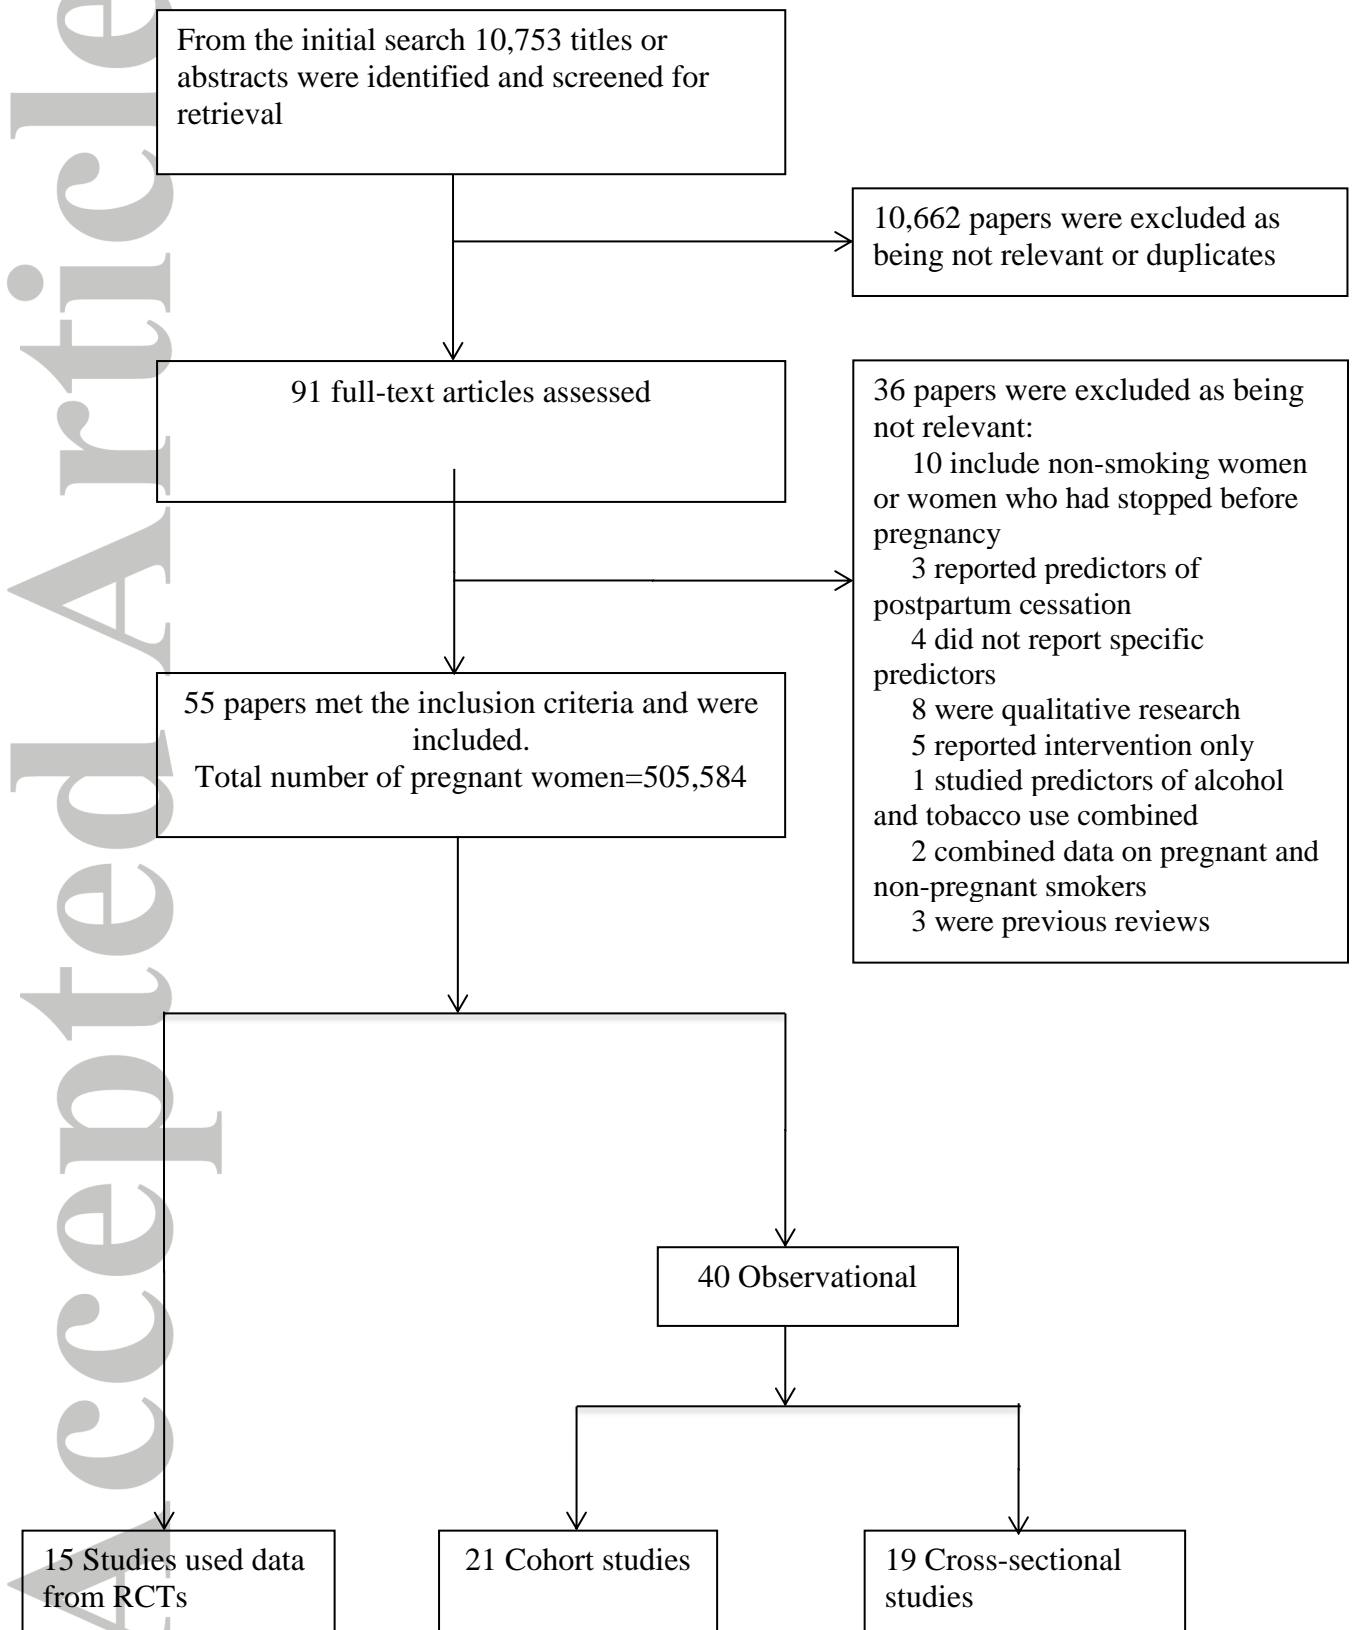 From the initial search 10,753 titles or
abstracts were identified and screened for
retrieval
10,662 papers were excluded as
being not relevant or duplicates
91 full-text articles assessed
36 papers were excluded as being
not relevant:
10 include non-smoking women
or women who had stopped before
pregnancy
3 reported predictors of
postpartum cessation
4 did not report specific
predictors
8 were qualitative research
5 reported intervention only
1 studied predictors of alcohol
and tobacco use combined
2 combined data on pregnant and
non-pregnant smokers
3 were previous reviews
55 papers met the inclusion criteria and were
included.
Total number of pregnant women=505,584
40 Observational
15 Studies used data
from RCTs
21 Cohort studies
19 Cross-sectional
studies
Accepted Article